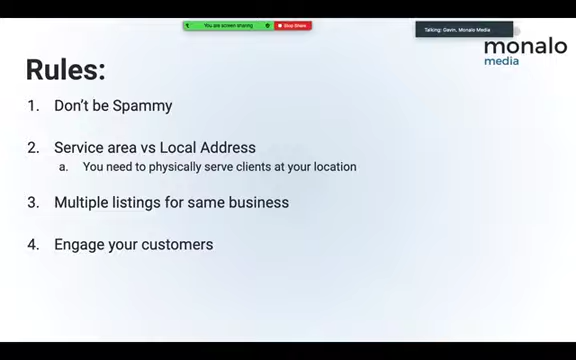 You are screen sharing
Stop Share
Talking: Gavin, Monalo Media
monalo
media
Rules:
1. Don't be Spammy
2. Service area vs Local Address
a. You need to physically serve clients at your location
3. Multiple listings for same business
4. Engage your customers